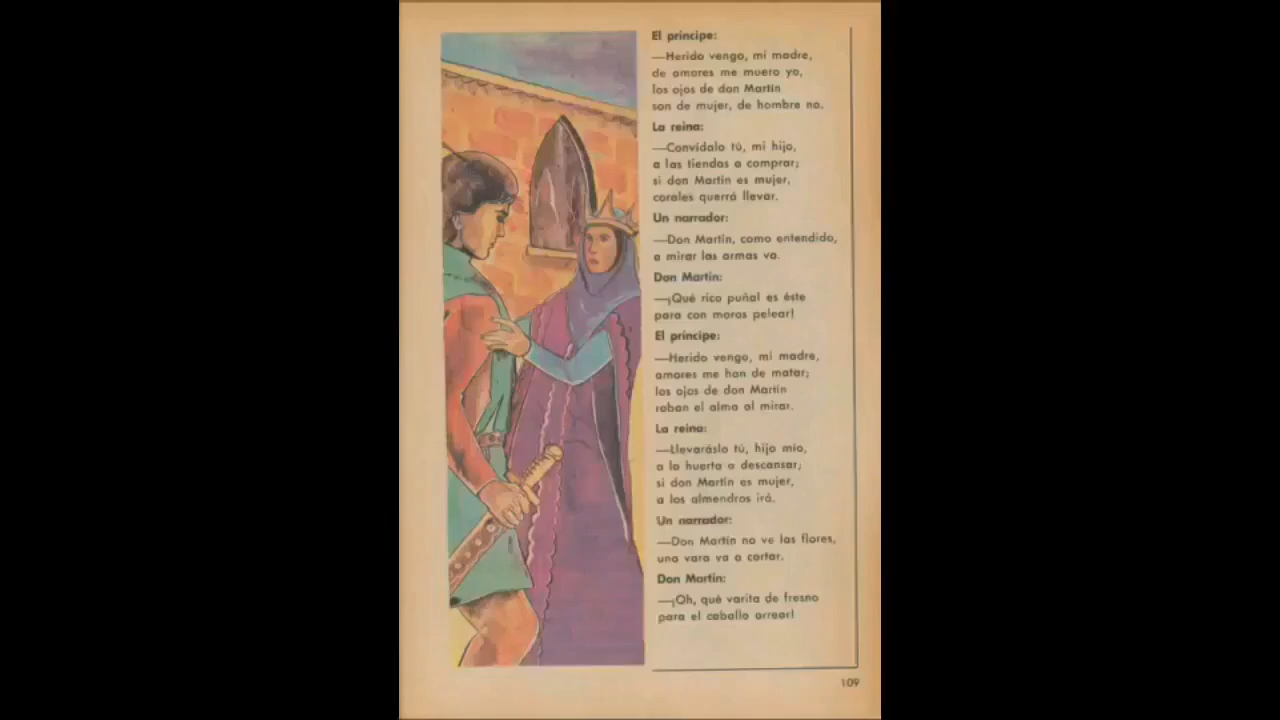 El príncipe:
—Herido vengo, mi madre,
de amores me muero yo,
los ojos de don Martín
son de mujer, de hombre no.
La reina:
—Convídalo tú, mi hijo,
a las tiendas a comprar;
si don Martín es mujer,
corales querrá llevar.
Un narrador:
—Don Martín, como entendido,
a mirar las armas va.
Don Martín:
—¡Qué rico puñal es éste
para con moros pelear!
El príncipe:
—Herido vengo, mi madre,
amores me han de matar;
los ojos de don Martín
roban el alma al mirar.
La reina:
—Llevaráslo tú, hijo mío,
a la huerta a descansar;
si don Martín es mujer,
a los almendros irá.
Un narrador:
—Don Martín no ve las flores,
una vara va a cortar.
Don Martín:
—¡Oh, qué varita de fresno
para el caballo arrear!
109